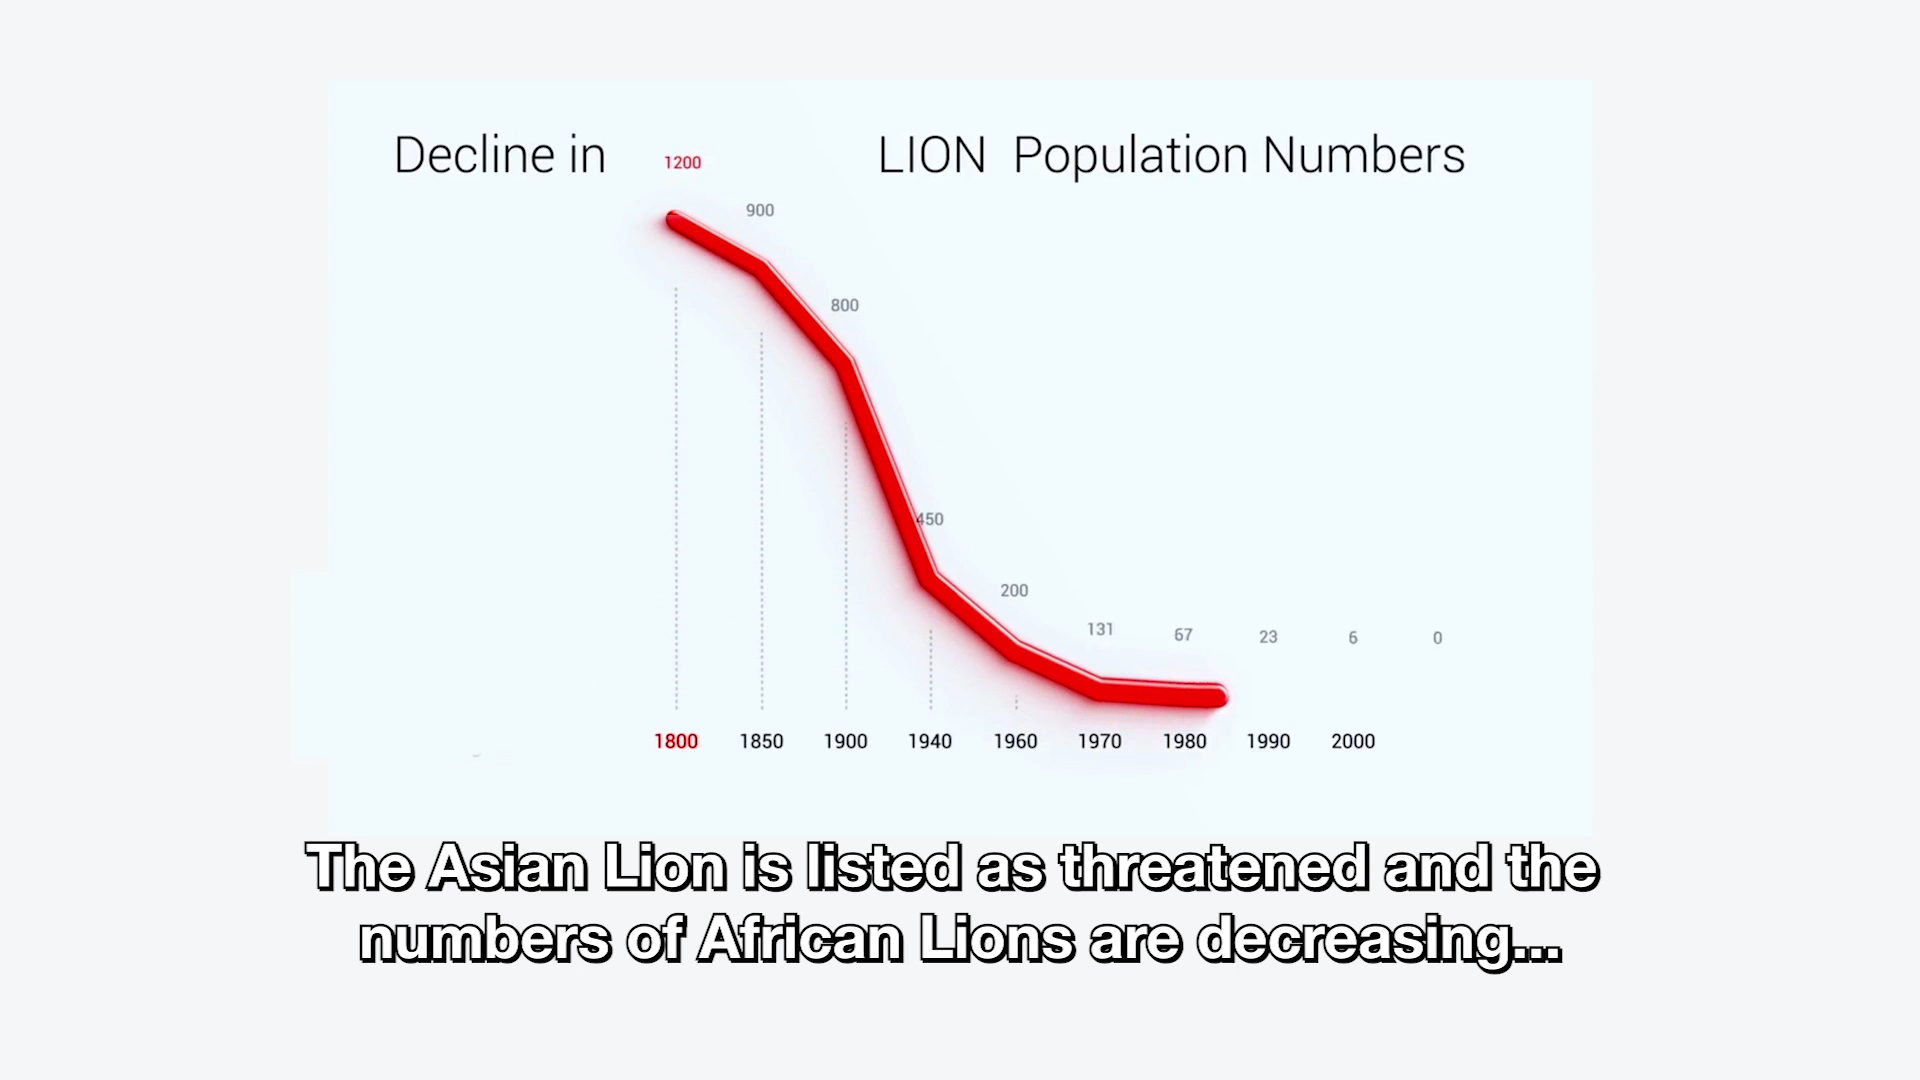 Decline in LION Population Numbers
1200
900
800
450
200
131 67 23 6 0
1800 1850 1900 1940 1960 1970 1980 1990 2000
The Asian Lion is listed as threatened and the
numbers of African Lions are decreasing...